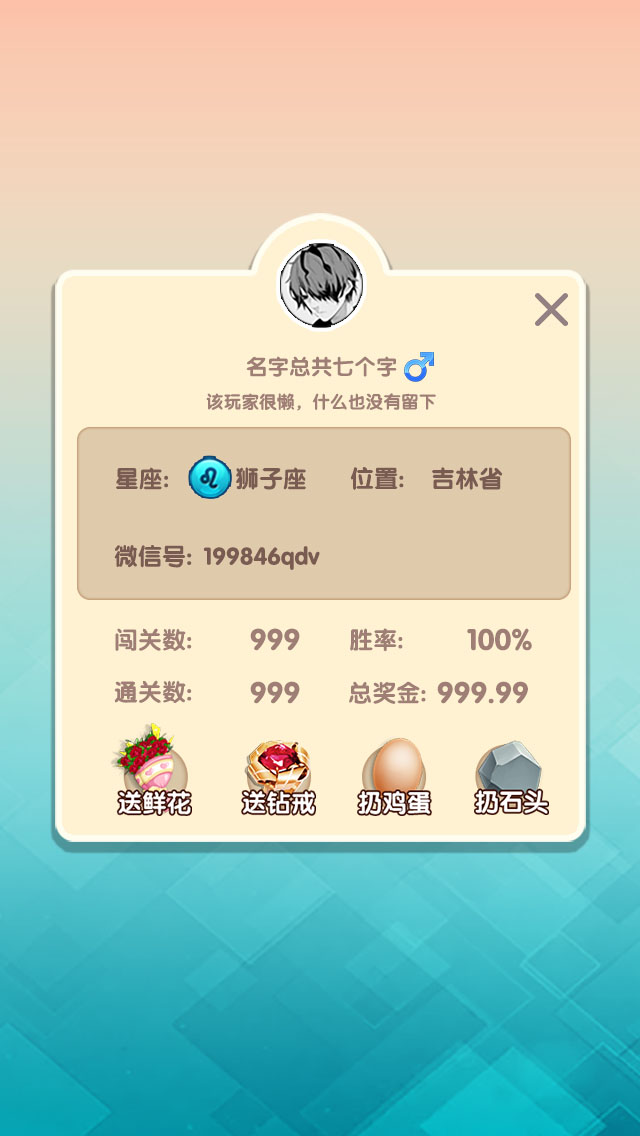 名字总共七个字
该玩家很懒，什么也没有留下
星座: 狮子座 位置: 吉林省
微信号: 199846qdv
闯关数: 999 胜率: 100%
通关数: 999 总奖金: 999.99
送鲜花 送钻戒 扔鸡蛋 扔石头